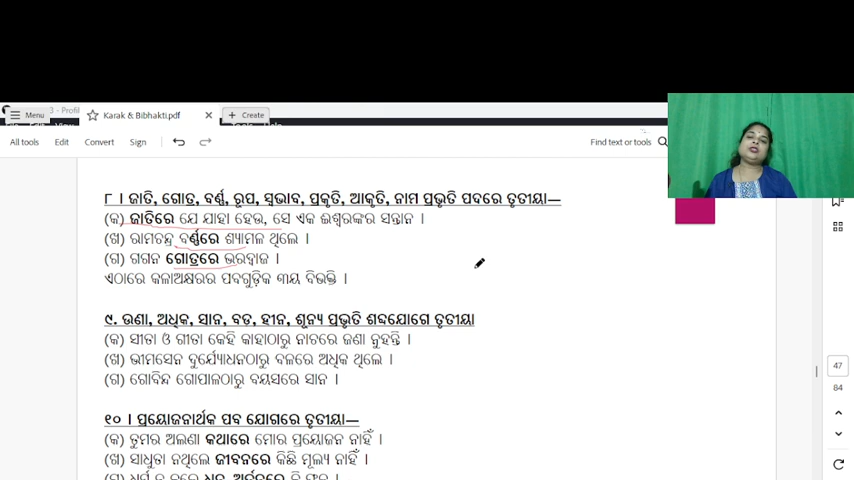 Menu
Karak & Bibhakti.pdf
+ Create
All tools Edit Convert Sign
Find text or tools
୮ । ଜାତି, ଗୋତ୍ର, ବର୍ଣ୍ଣ, ରୂପ, ସ୍ୱଭାବ, ପ୍ରକୃତି, ଆକୃତି, ନାମ ପ୍ରଭୃତି ପଦରେ ତୃତୀୟା—
(କ) ଜାତିରେ ଯେ ଯାହା ହେଉ, ସେ ଏକ ଈଶ୍ୱରଙ୍କର ସନ୍ତାନ ।
(ଖ) ରାମଚନ୍ଦ୍ର ବର୍ଣ୍ଣରେ ଶ୍ୟାମଳ ଥିଲେ ।
(ଗ) ଗଗନ ଗୋତ୍ରରେ ଭରଦ୍ୱାଜ ।
ଏଠାରେ କଳାଅକ୍ଷରର ପଦଗୁଡ଼ିକ ୩ୟ ବିଭକ୍ତି ।
୯. ଊଣା, ଅଧିକ, ସାନ, ବଡ, ହୀନ, ଶୂନ୍ୟ ପ୍ରଭୃତି ଶବ୍ଦଯୋଗେ ତୃତୀୟା
(କ) ସୀତା ଓ ଗୀତା କେହି କାହାଠାରୁ ନାଚରେ ଊଣା ନୁହନ୍ତି ।
(ଖ) ଭୀମସେନ ଦୁର୍ଯ୍ୟୋଧନଠାରୁ ବଳରେ ଅଧିକ ଥିଲେ ।
(ଗ) ଗୋବିନ୍ଦ ଗୋପାଳଠାରୁ ବୟସରେ ସାନ ।
୧୦ । ପ୍ରୟୋଜନାର୍ଥକ ପଦ ଯୋଗରେ ତୃତୀୟା—
(କ) ତୁମର ଅଲଣା କଥାରେ ମୋର ପ୍ରୟୋଜନ ନାହିଁ ।
(ଖ) ସାଧୁତା ନଥିଲେ ଜୀବନରେ କିଛି ମୂଲ୍ୟ ନାହିଁ ।
47
84